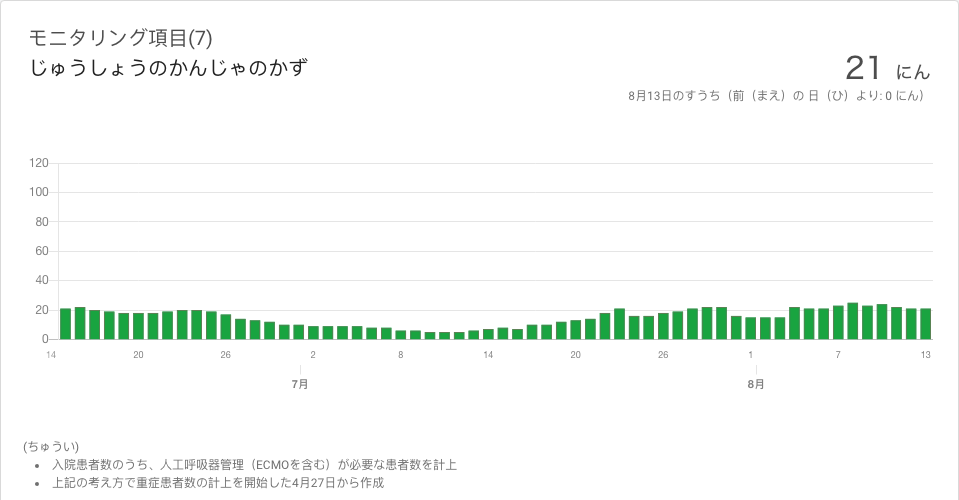 モニタリング項目(7)
じゅうしょうのかんじゃのかず
21 にん
8月13日のすうち（前（まえ）の 日（ひ）より: 0 にん）
120
100
80
60
40
20
0
14 20 26 2 8 14 20 26 1 7 13
7月 8月
(ちゅうい)
• 入院患者数のうち、人工呼吸器管理（ECMOを含む）が必要な患者数を計上
• 上記の考え方で重症患者数の計上を開始した4月27日から作成